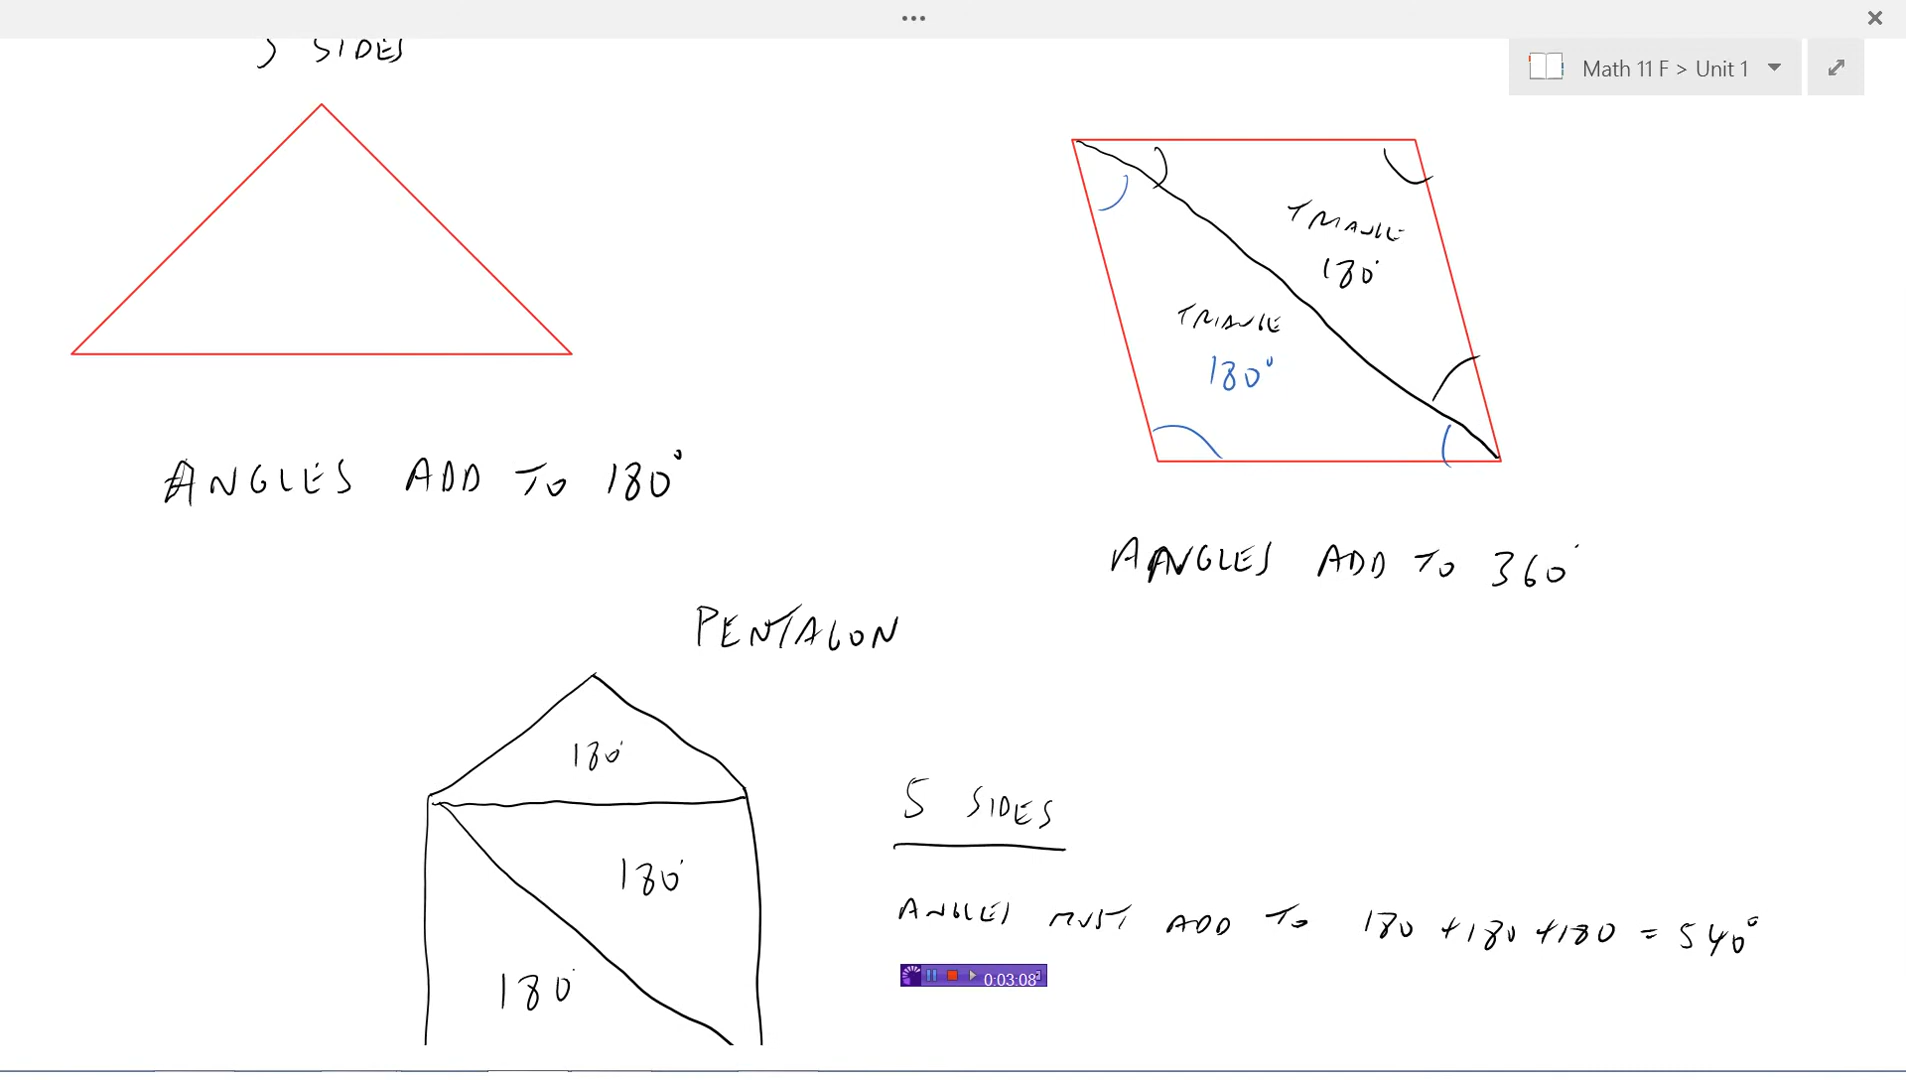 3 SIDES
Math 11 F > Unit 1
TRIANGLE
180°
TRIANGLE
180°
ANGLES ADD TO 180°
ANGLES ADD TO 360°
PENTAGON
180°
5 SIDES
180°
ANGLES MUST ADD TO 180 + 180 + 180 = 540°
0:03:08
180°